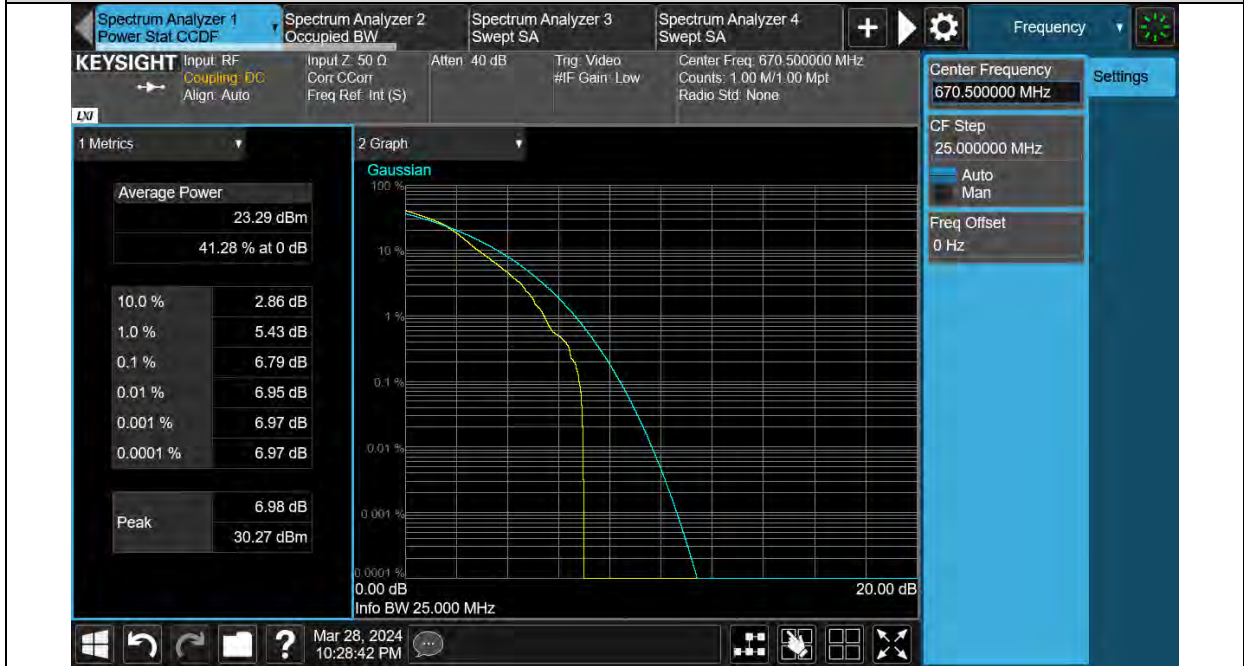 Spectrum Analyzer 1
Power Stat CCDF
Spectrum Analyzer 2
Occupied BW
Spectrum Analyzer 3
Swept SA
Spectrum Analyzer 4
Swept SA
+
Frequency
KEYSIGHT
LXI
Input: RF
Coupling: DC
Align: Auto
Input Z: 50 Ω
Corr CCorr
Freq Ref: Int (S)
Atten: 40 dB
Trig: Video
#IF Gain: Low
Center Freq: 670.500000 MHz
Counts: 1.00 M/1.00 Mpt
Radio Std: None
Center Frequency
670.500000 MHz
Settings
CF Step
25.000000 MHz
Auto
Man
Freq Offset
0 Hz
1 Metrics
Average Power
23.29 dBm
41.28 % at 0 dB
10.0 % 2.86 dB
1.0 % 5.43 dB
0.1 % 6.79 dB
0.01 % 6.95 dB
0.001 % 6.97 dB
0.0001 % 6.97 dB
Peak
6.98 dB
30.27 dBm
2 Graph
Gaussian
100 %
10 %
1 %
0.1 %
0.01 %
0.001 %
0.0001 %
0.00 dB
20.00 dB
Info BW 25.000 MHz
?
Mar 28, 2024
10:28:42 PM